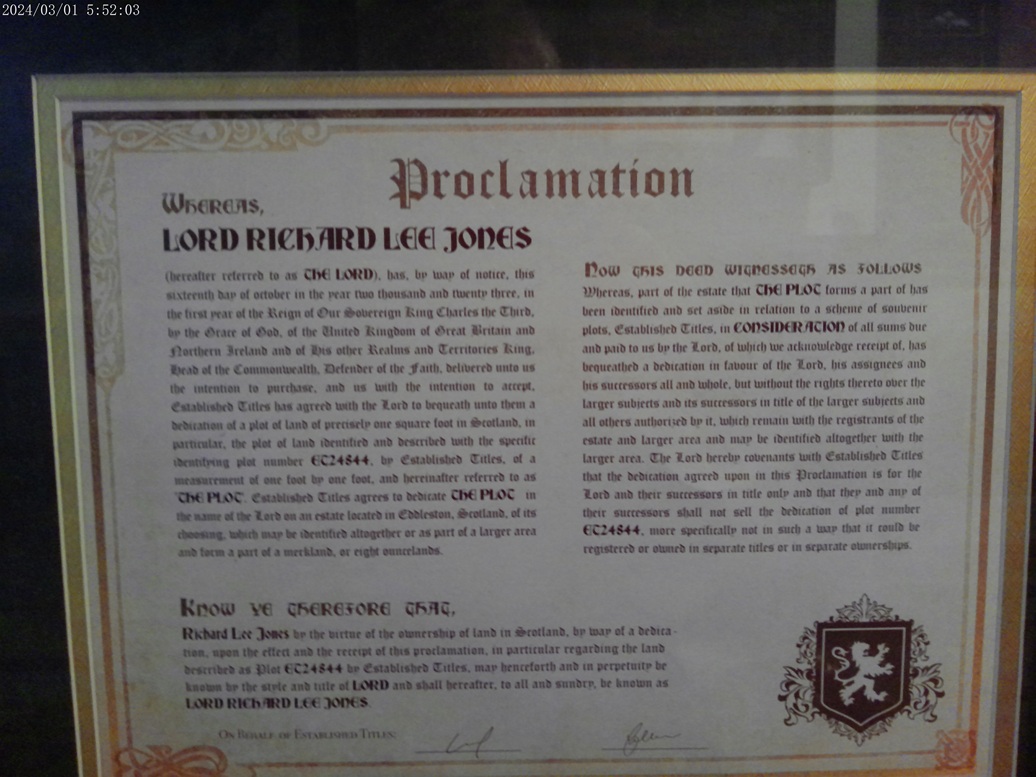 2024/03/01 5:52:03
Proclamation
Whereas,
LORD RICHARD LEE JONES
(hereafter referred to as THE LORD), has, by way of notice, this
sixteenth day of october in the year two thousand and twenty three, in
the first year of the Reign of Our Sovereign King Charles the Third,
by the Grace of God, of the United Kingdom of Great Britain and
Northern Ireland and of His other Realms and Territories King,
Head of the Commonwealth, Defender of the Faith, delivered unto us
the intention to purchase, and us with the intention to accept,
Established Titles has agreed with the Lord to bequeath unto them a
dedication of a plot of land of precisely one square foot in Scotland, in
particular, the plot of land identified and described with the specific
identifying plot number EC24844, by Established Titles, of a
measurement of one foot by one foot, and hereinafter referred to as
"THE PLOT". Established Titles agrees to dedicate THE PLOT in
the name of the Lord on an estate located in Eddleston, Scotland, of its
choosing, which may be identified altogether or as part of a larger area
and form a part of a merkland, or eight ouncelands.
NOW THIS DEED WITNESSETH AS FOLLOWS
Whereas, part of the estate that THE PLOT forms a part of has
been identified and set aside in relation to a scheme of souvenir
plots, Established Titles, in CONSIDERATION of all sums due
and paid to us by the Lord, of which we acknowledge receipt of, has
bequeathed a dedication in favour of the Lord, his assignees and
his successors all and whole, but without the rights thereto over the
larger subjects and its successors in title of the larger subjects and
all others authorized by it, which remain with the registrants of the
estate and larger area and may be identified altogether with the
larger area. The Lord hereby covenants with Established Titles
that the dedication agreed upon in this Proclamation is for the
Lord and their successors in title only and that they and any of
their successors shall not sell the dedication of plot number
EC24844, more specifically not in such a way that it could be
registered or owned in separate titles or in separate ownerships.
KNOW YE THEREFORE THAT,
Richard Lee Jones by the virtue of the ownership of land in Scotland, by way of a dedica-
tion, upon the effect and the receipt of this proclamation, in particular regarding the land
described as Plot EC24844 by Established Titles, may henceforth and in perpetuity be
known by the style and title of LORD and shall hereafter, to all and sundry, be known as
LORD RICHARD LEE JONES.
On Behalf of Established Titles: